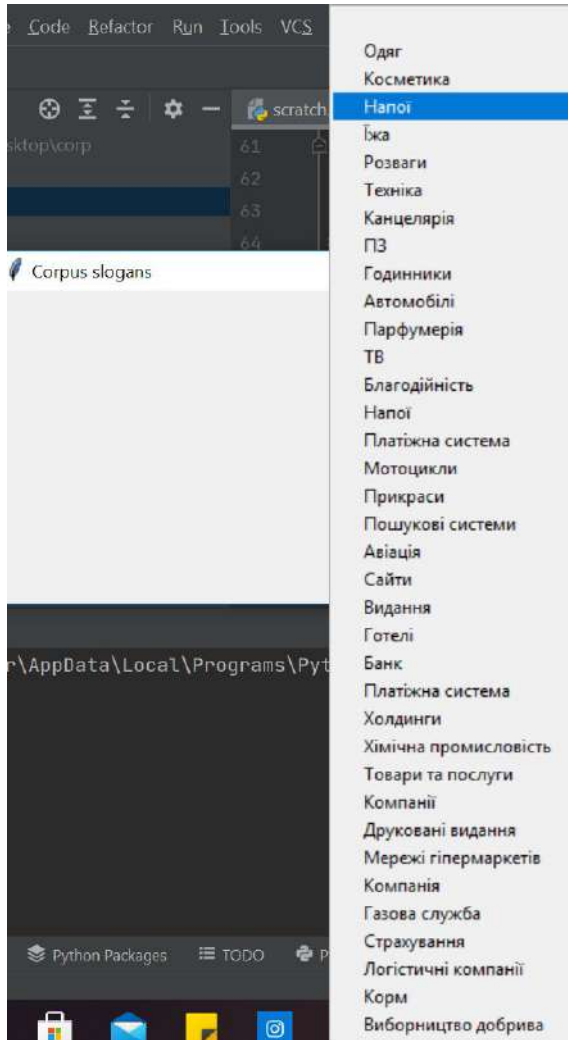 Code Refactor Run Tools VCS
scratch
sktop\corp
61
62
63
64
Corpus slogans
r\AppData\Local\Programs\Pyt
Python Packages TODO P
Одяг
Косметика
Напої
Їжа
Розваги
Техніка
Канцелярія
ПЗ
Годинники
Автомобілі
Парфумерія
ТВ
Благодійність
Напої
Платіжна система
Мотоцикли
Прикраси
Пошукові системи
Авіація
Сайти
Видання
Готелі
Банк
Платіжна система
Холдинги
Хімічна промисловість
Товари та послуги
Компанії
Друковані видання
Мережі гіпермаркетів
Компанія
Газова служба
Страхування
Логістичні компанії
Корм
Виборництво добрива